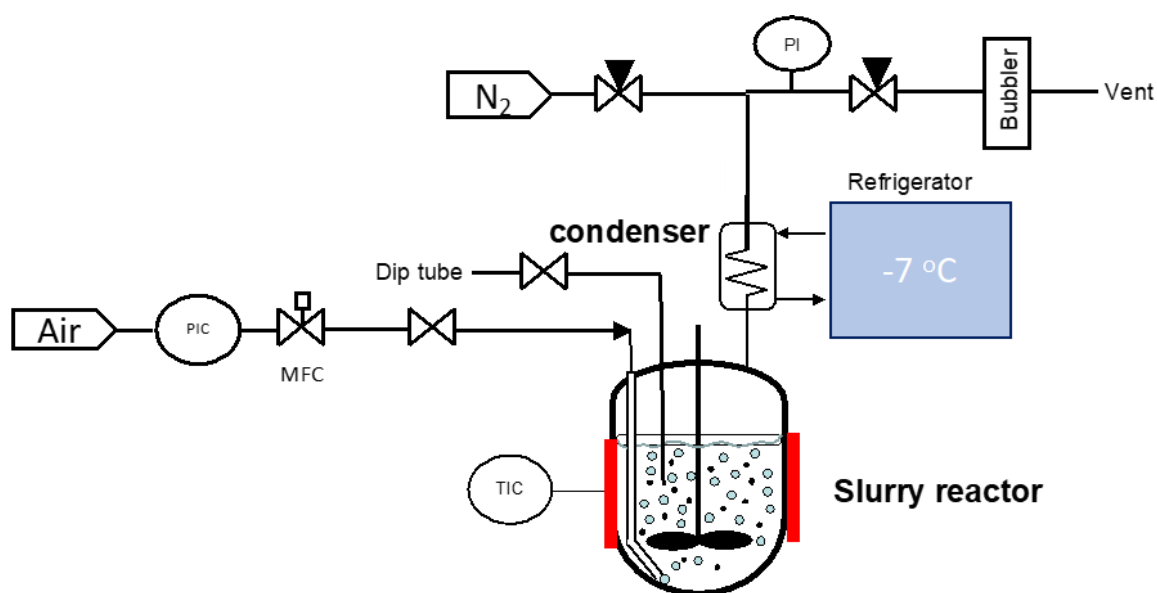 PI
N₂
Bubbler
Vent
Refrigerator
condenser
-7 °C
Dip tube
Air
PIC
MFC
TIC
Slurry reactor